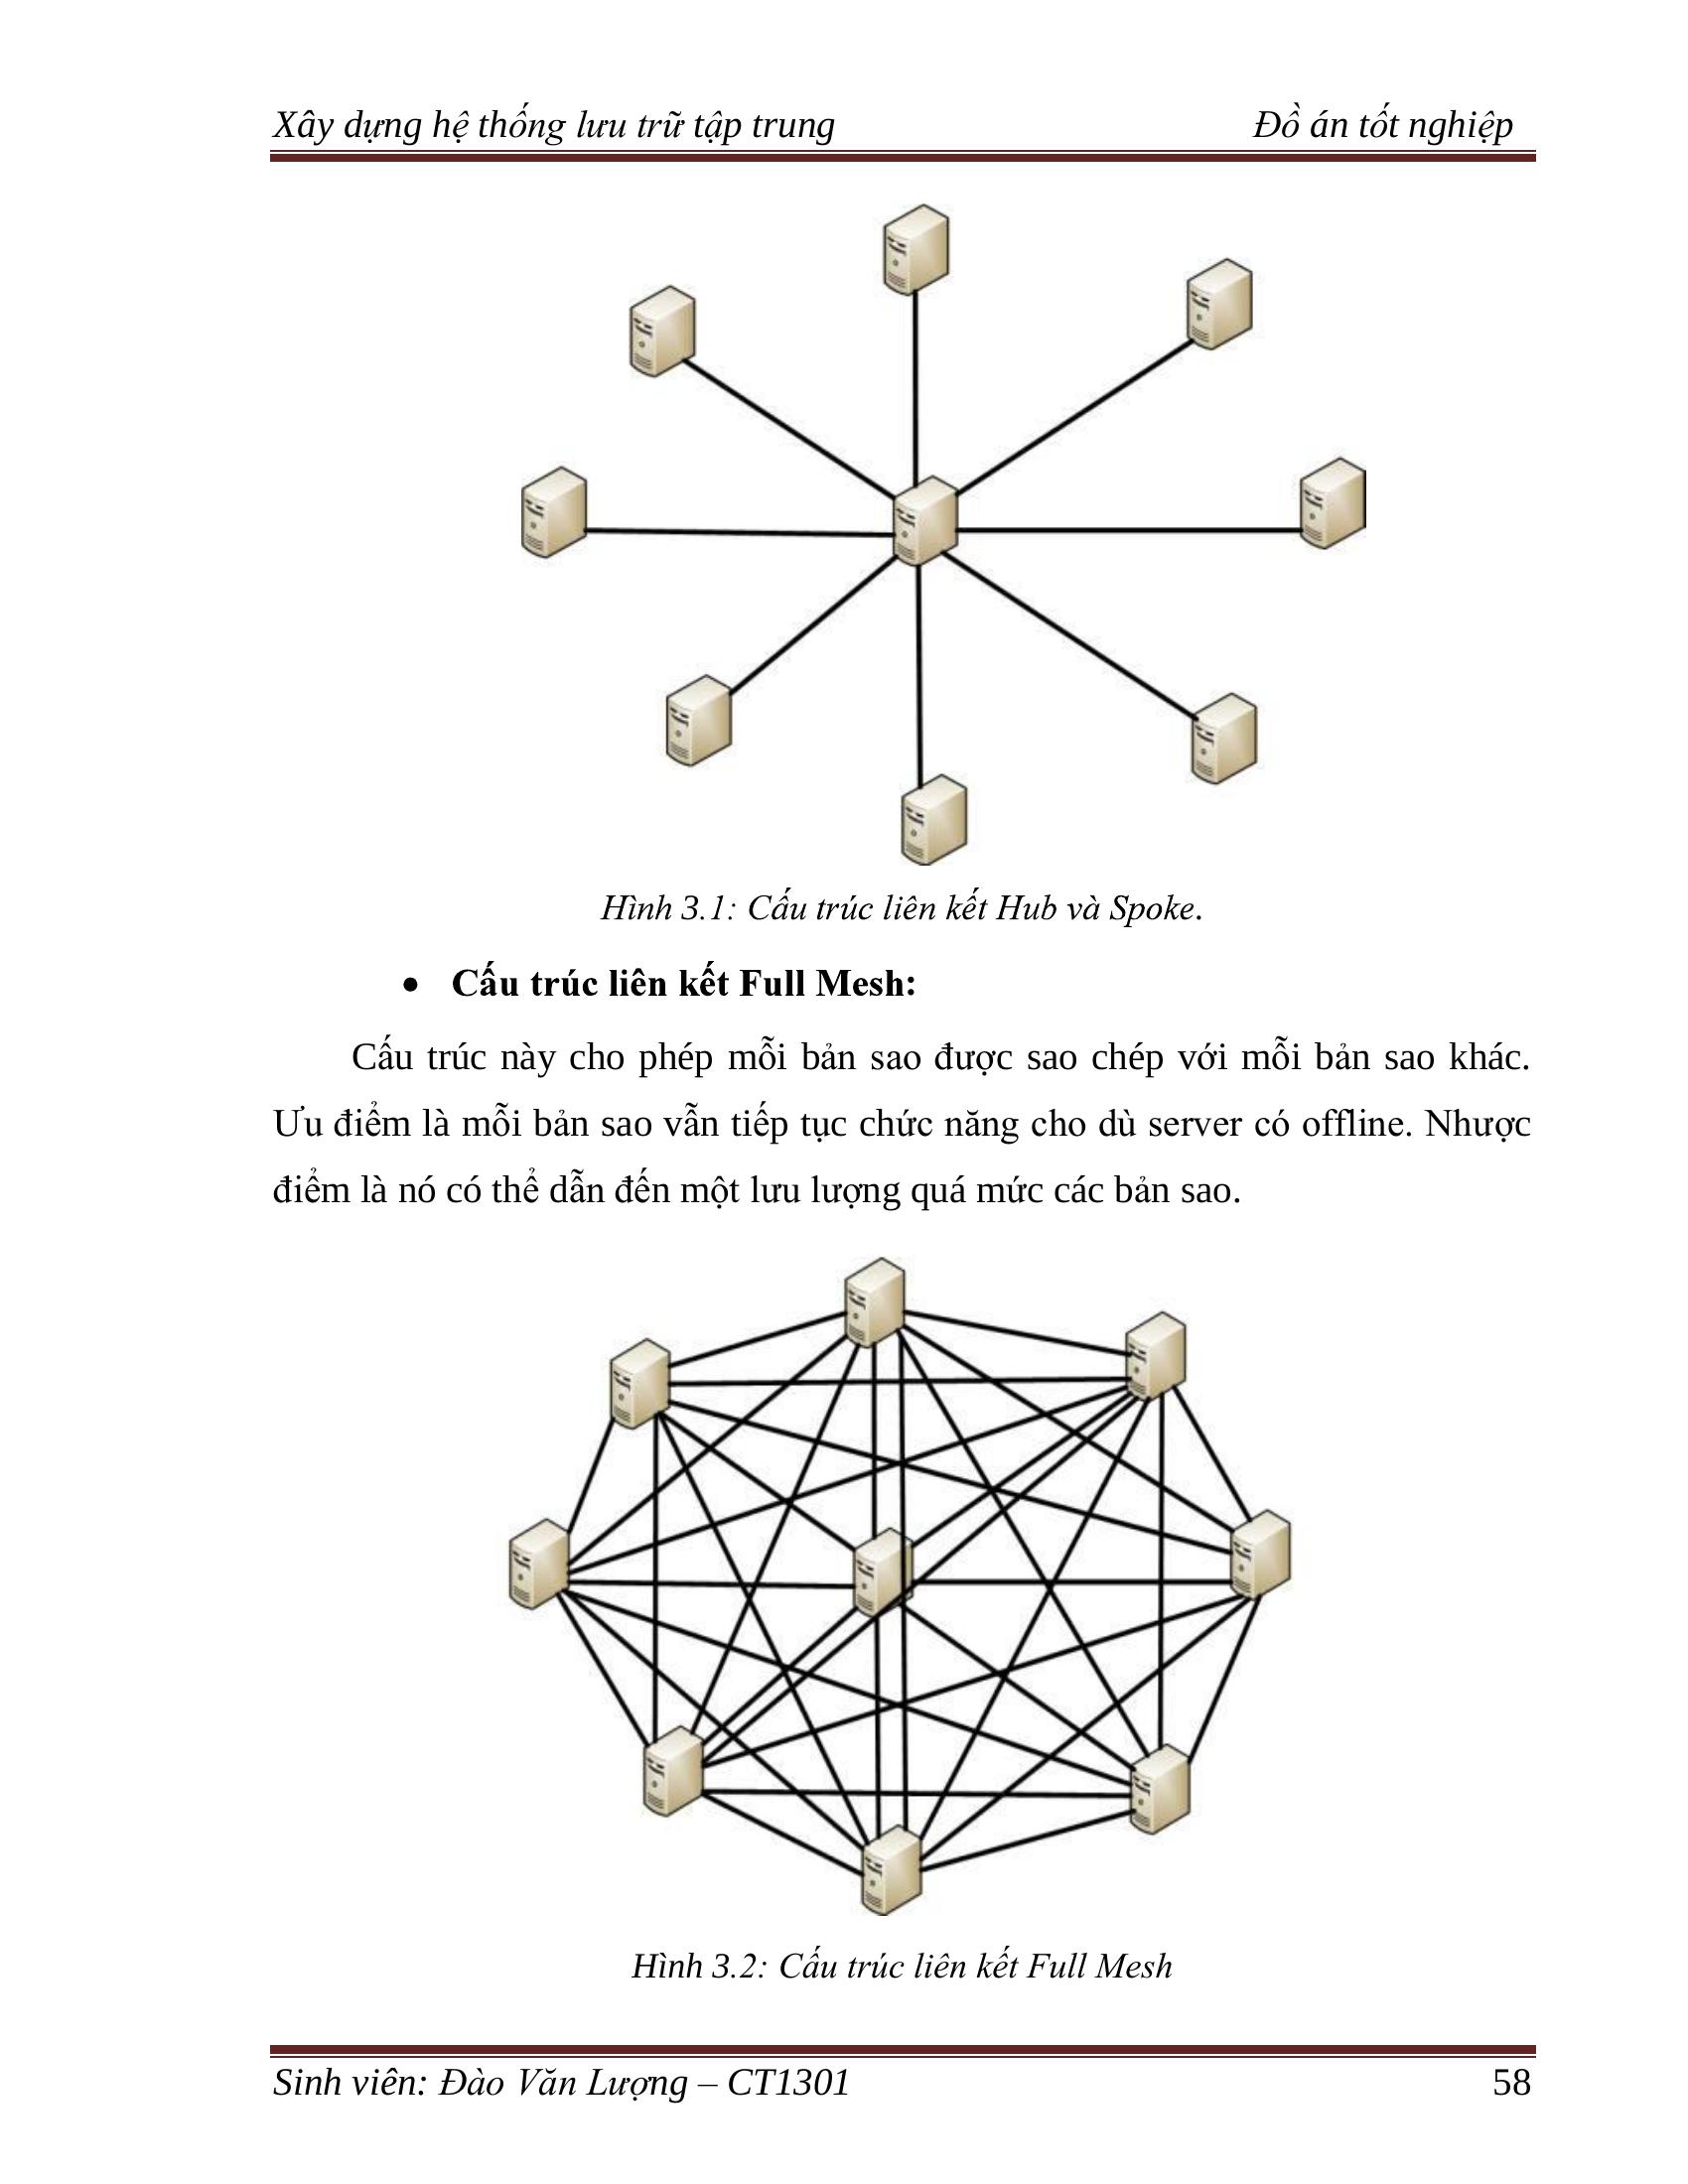 Xây dựng hệ thống lưu trữ tập trung Đồ án tốt nghiệp
Hình 3.1: Cấu trúc liên kết Hub và Spoke.
• Cấu trúc liên kết Full Mesh:
Cấu trúc này cho phép mỗi bản sao được sao chép với mỗi bản sao khác.
Ưu điểm là mỗi bản sao vẫn tiếp tục chức năng cho dù server có offline. Nhược
điểm là nó có thể dẫn đến một lưu lượng quá mức các bản sao.
Hình 3.2: Cấu trúc liên kết Full Mesh
Sinh viên: Đào Văn Lượng – CT1301 58